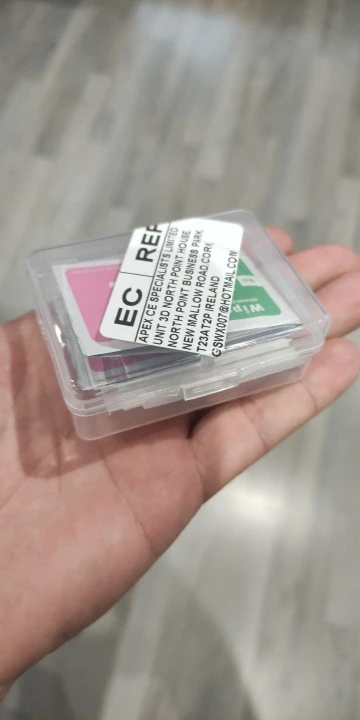 EC REP
APEX CE SPECIALISTS LIMITED
UNIT 3D NORTH POINT HOUSE,
NORTH POINT BUSINESS PARK,
NEW MALLOW ROAD CORK,
T23AT2P IRELAND
GSWX007@HOTMAIL.COM
Wip